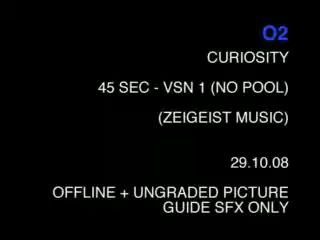 O2
CURIOSITY
45 SEC - VSN 1 (NO POOL)
(ZEIGEIST MUSIC)
29.10.08
OFFLINE + UNGRADED PICTURE
GUIDE SFX ONLY